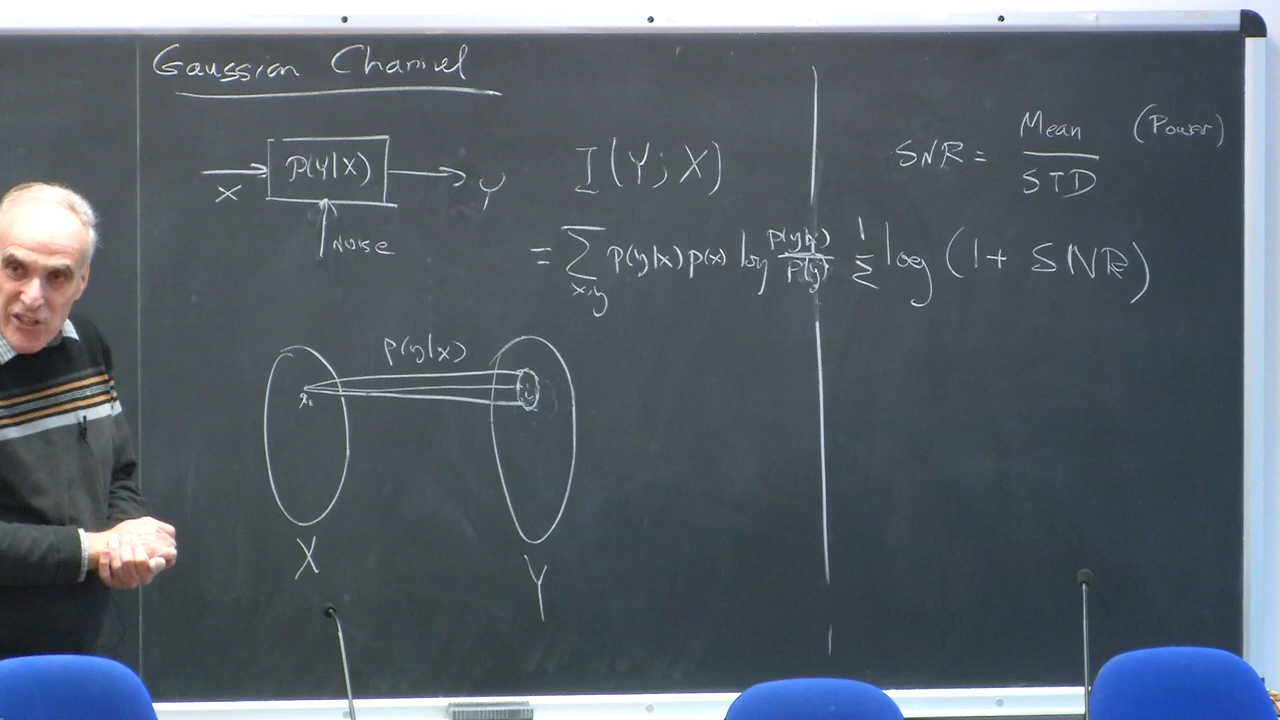 Gaussian Channel
X P(Y|X) Y
Noise
I(Y; X)
= ∑ p(y|x) p(x) log p(y|x) / p(y)
x,y
p(y|x)
x₁
X
Y
SNR = Mean / STD (Power)
½ log (1 + SNR)